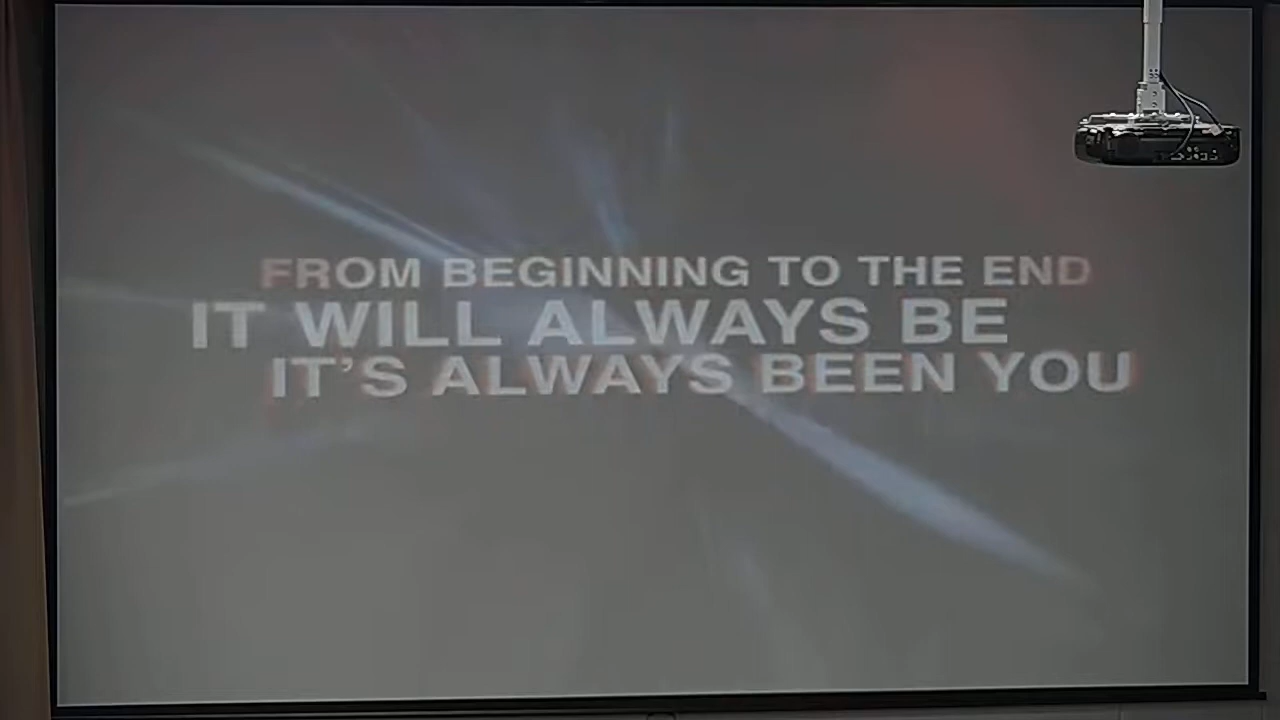 FROM BEGINNING TO THE END
IT WILL ALWAYS BE
IT'S ALWAYS BEEN YOU